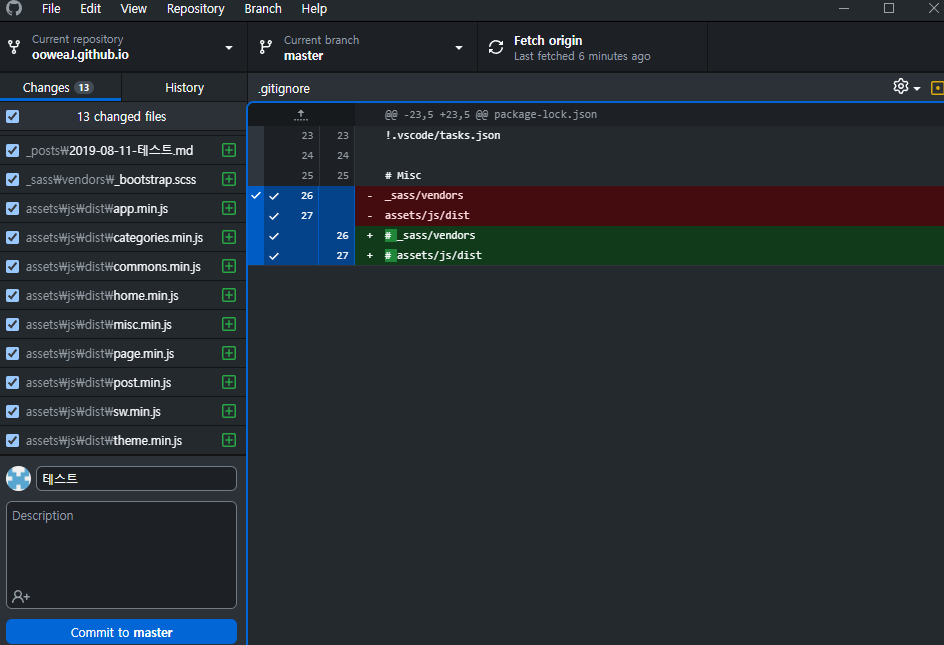 File Edit View Repository Branch Help
Current repository
ooweaJ.github.io
Current branch
master
Fetch origin
Last fetched 6 minutes ago
Changes 13
History
.gitignore
13 changed files
@@ -23,5 +23,5 @@ package-lock.json
23 23 !.vscode/tasks.json
24 24
25 25 # Misc
26 - _sass/vendors
27 - assets/js/dist
26 + # _sass/vendors
27 + # assets/js/dist
_posts₩2019-08-11-테스트.md
_sass₩vendors₩_bootstrap.scss
assets₩js₩dist₩app.min.js
assets₩js₩dist₩categories.min.js
assets₩js₩dist₩commons.min.js
assets₩js₩dist₩home.min.js
assets₩js₩dist₩misc.min.js
assets₩js₩dist₩page.min.js
assets₩js₩dist₩post.min.js
assets₩js₩dist₩sw.min.js
assets₩js₩dist₩theme.min.js
테스트
Description
Commit to master